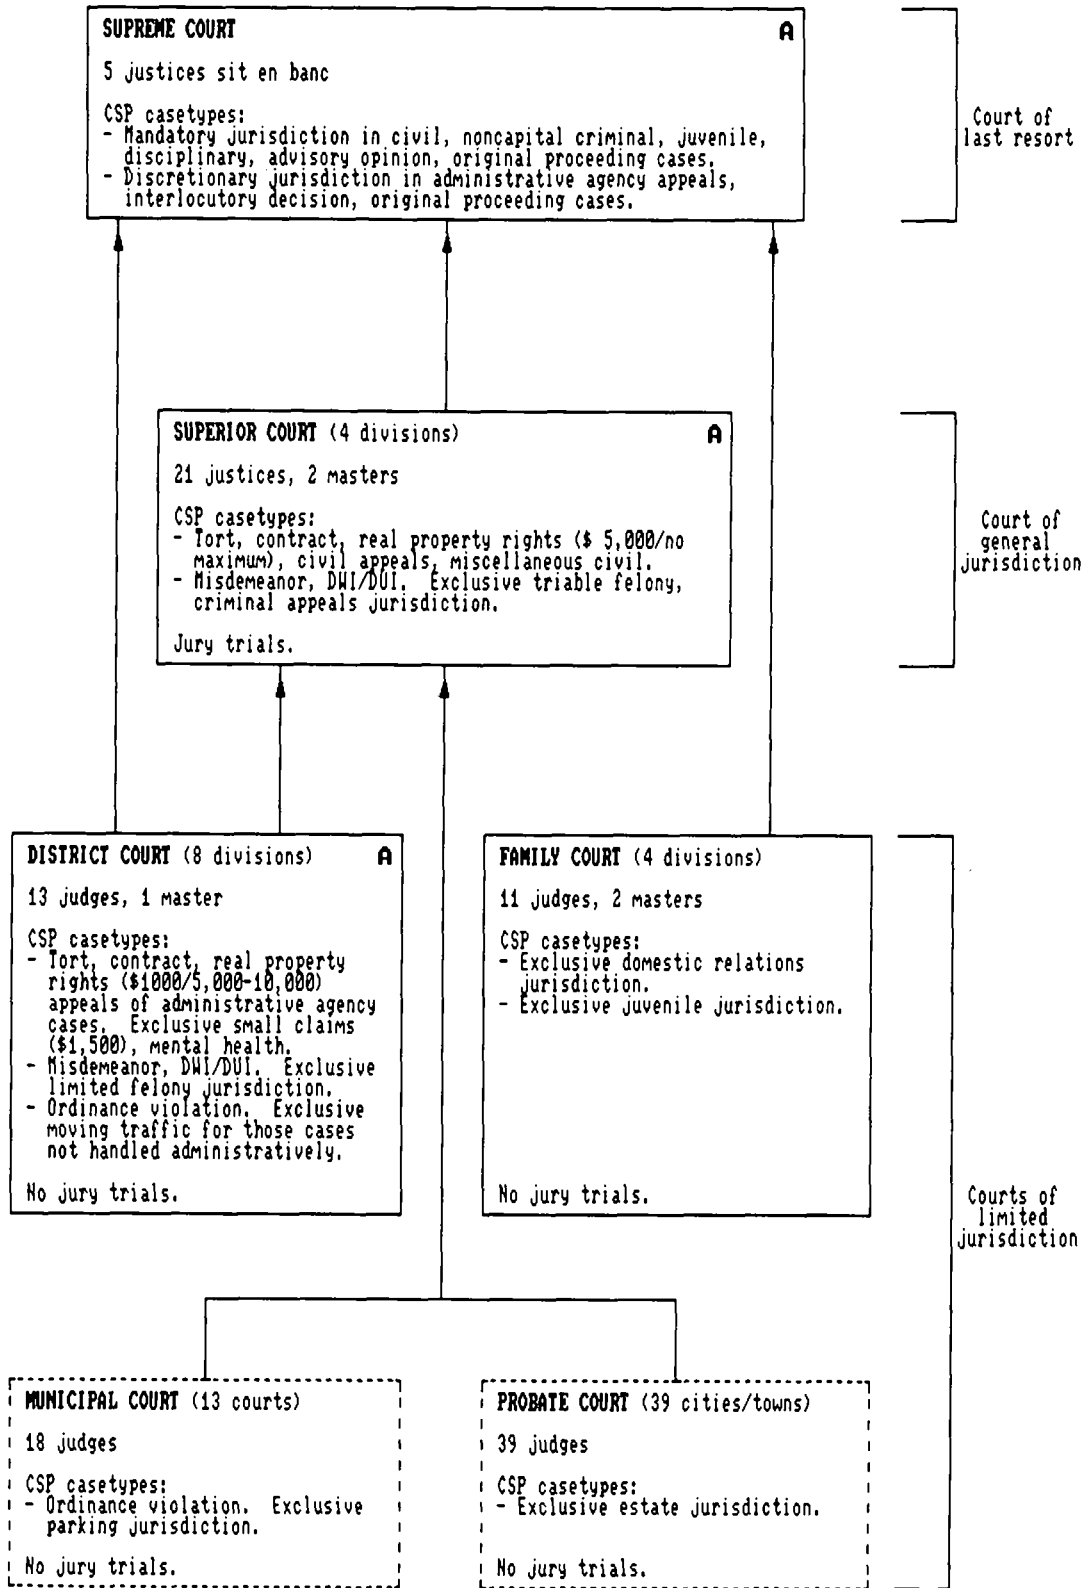 SUPREME COURT A
5 justices sit en banc
CSP casetypes:
- Mandatory jurisdiction in civil, noncapital criminal, juvenile,
disciplinary, advisory opinion, original proceeding cases.
- Discretionary jurisdiction in administrative agency appeals,
interlocutory decision, original proceeding cases.
Court of
last resort
SUPERIOR COURT (4 divisions) A
21 justices, 2 masters
CSP casetypes:
- Tort, contract, real property rights ($ 5,000/no
maximum), civil appeals, miscellaneous civil.
- Misdemeanor, DWI/DUI. Exclusive triable felony,
criminal appeals jurisdiction.
Jury trials.
Court of
general
jurisdiction
DISTRICT COURT (8 divisions) A
13 judges, 1 master
CSP casetypes:
- Tort, contract, real property
rights ($1000/5,000-10,000)
appeals of administrative agency
cases. Exclusive small claims
($1,500), mental health.
- Misdemeanor, DWI/DUI. Exclusive
limited felony jurisdiction.
- Ordinance violation. Exclusive
moving traffic for those cases
not handled administratively.
No jury trials.
FAMILY COURT (4 divisions)
11 judges, 2 masters
CSP casetypes:
- Exclusive domestic relations
jurisdiction.
- Exclusive juvenile jurisdiction.
No jury trials.
Courts of
limited
jurisdiction
MUNICIPAL COURT (13 courts)
18 judges
CSP casetypes:
- Ordinance violation. Exclusive
parking jurisdiction.
No jury trials.
PROBATE COURT (39 cities/towns)
39 judges
CSP casetypes:
- Exclusive estate jurisdiction.
No jury trials.